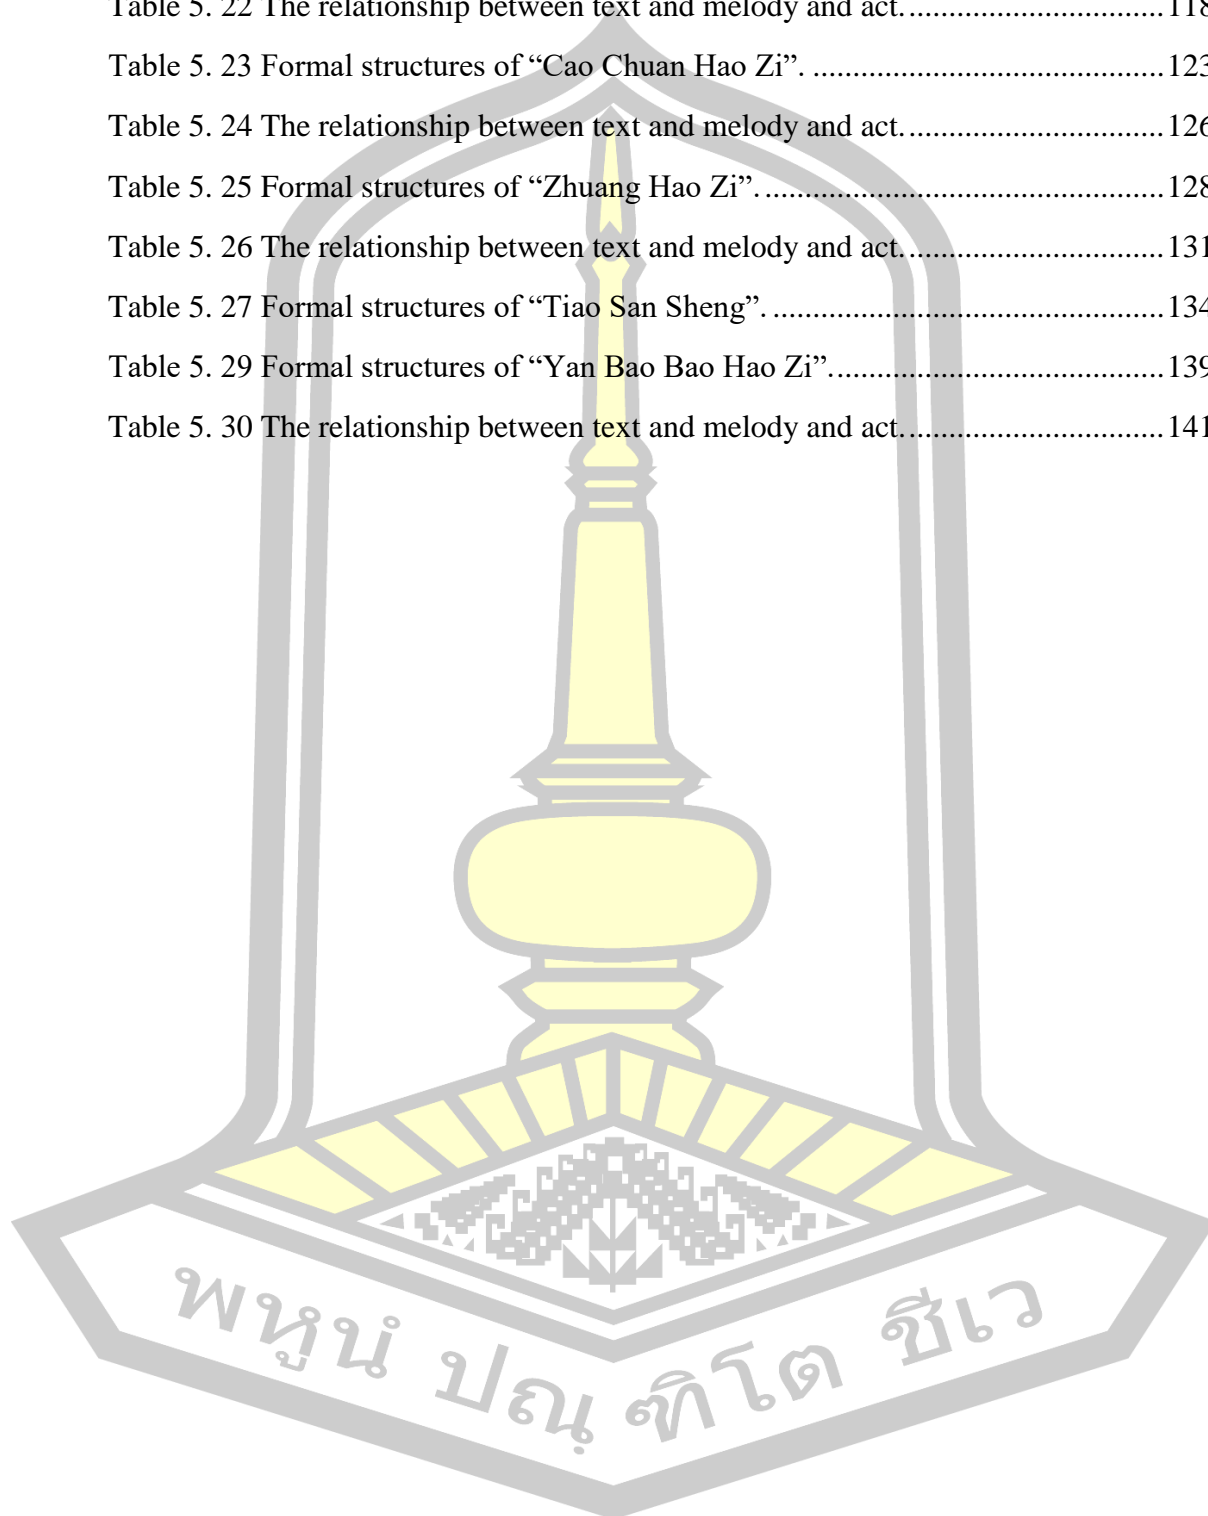 Table 5. 22 The relationship between text and melody and act. .................................118
Table 5. 23 Formal structures of “Cao Chuan Hao Zi”. .............................................123
Table 5. 24 The relationship between text and melody and act. .................................126
Table 5. 25 Formal structures of “Zhuang Hao Zi”. ...................................................128
Table 5. 26 The relationship between text and melody and act. .................................131
Table 5. 27 Formal structures of “Tiao San Sheng”. ..................................................134
Table 5. 29 Formal structures of “Yan Bao Bao Hao Zi”. ..........................................139
Table 5. 30 The relationship between text and melody and act. .................................141
พหูนํ ปณฺฑิโต ชีเว